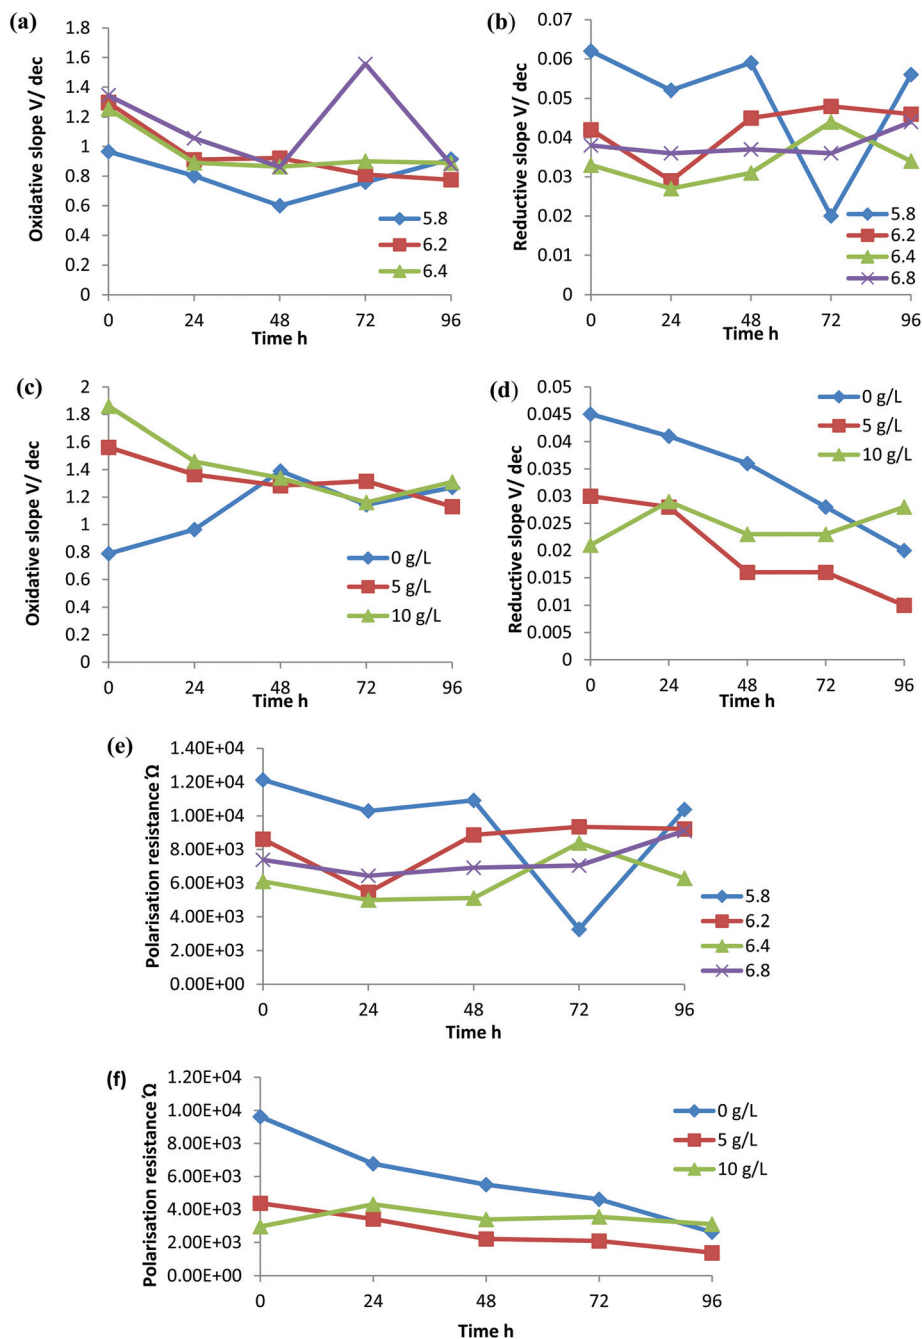 (a)
Oxidative slope V/ dec
1.8
1.6
1.4
1.2
1
0.8
0.6
0.4
0.2
0
0 24 48 72 96
Time h
5.8
6.2
6.4
(b)
Reductive slope V/ dec
0.07
0.06
0.05
0.04
0.03
0.02
0.01
0
0 24 48 72 96
Time h
5.8
6.2
6.4
6.8
(c)
Oxidative slope V/ dec
2
1.8
1.6
1.4
1.2
1
0.8
0.6
0.4
0.2
0
0 24 48 72 96
Time h
0 g/L
5 g/L
10 g/L
(d)
Reductive slope V/ dec
0.05
0.045
0.04
0.035
0.03
0.025
0.02
0.015
0.01
0.005
0
0 24 48 72 96
Time h
0 g/L
5 g/L
10 g/L
(e)
Polarisation resistance Ώ
1.40E+04
1.20E+04
1.00E+04
8.00E+03
6.00E+03
4.00E+03
2.00E+03
0.00E+00
0 24 48 72 96
Time h
5.8
6.2
6.4
6.8
(f)
Polarisation resistance Ώ
1.20E+04
1.00E+04
8.00E+03
6.00E+03
4.00E+03
2.00E+03
0.00E+00
0 24 48 72 96
Time h
0 g/L
5 g/L
10 g/L